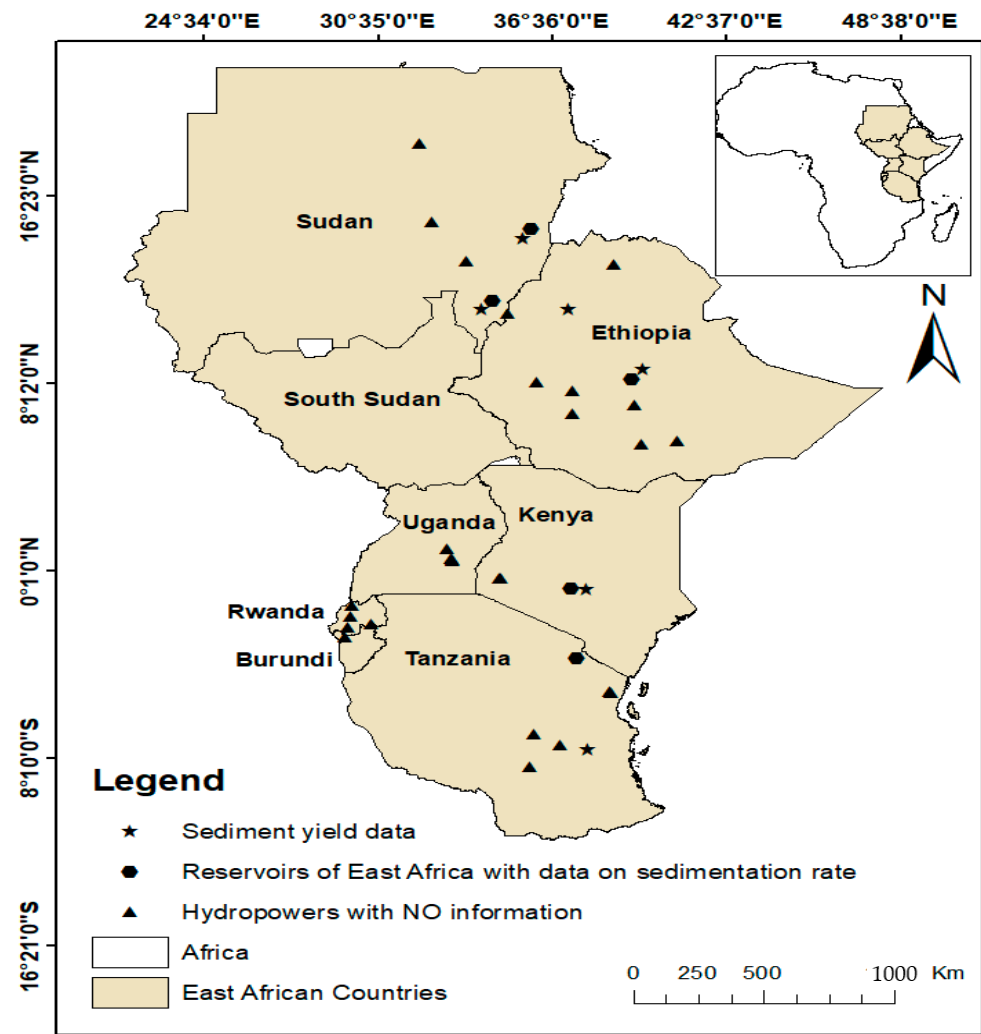 24°34'0"E 30°35'0"E 36°36'0"E 42°37'0"E 48°38'0"E
16°23'0"N
8°12'0"N
0°1'0"N
8°10'0"S
16°21'0"S
Sudan
N
Ethiopia
South Sudan
Uganda
Kenya
Rwanda
Burundi
Tanzania
Legend
Sediment yield data
Reservoirs of East Africa with data on sedimentation rate
Hydropowers with NO information
Africa
East African Countries
0 250 500 1000 Km